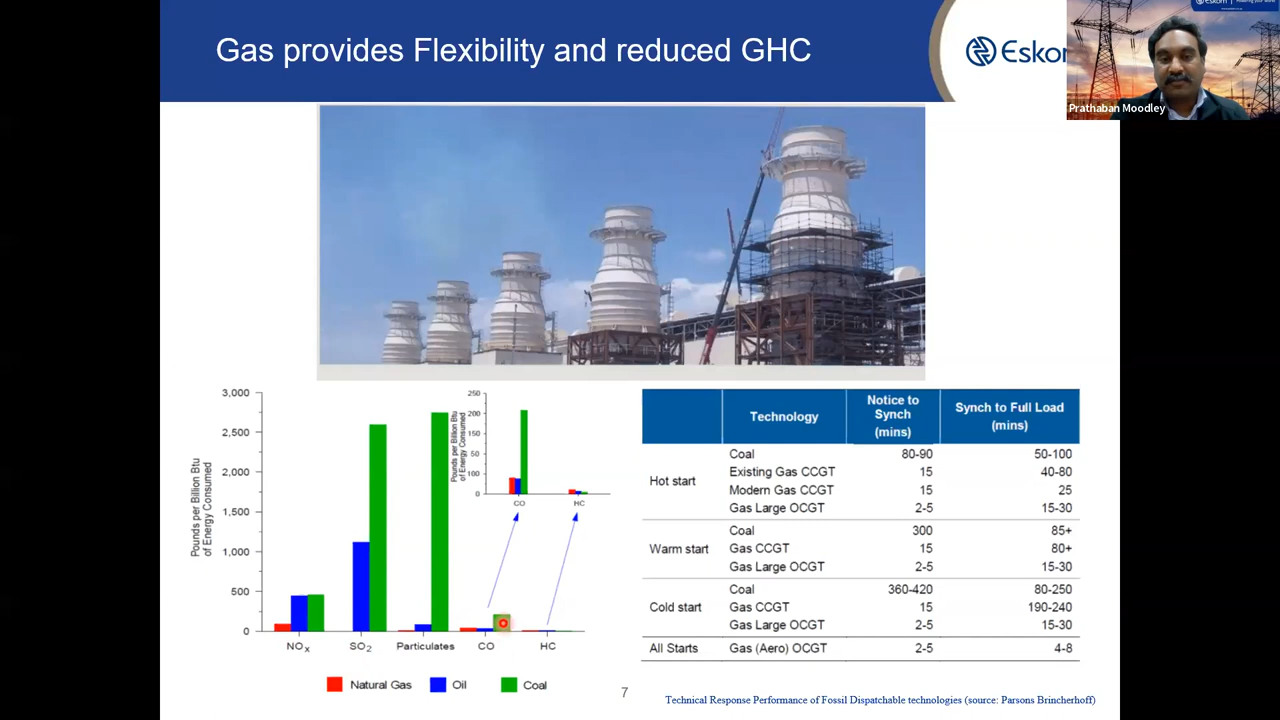 Gas provides Flexibility and reduced GHC
Eskom
Prathaban Moodley
3,000
2,500
2,000
1,500
1,000
500
0
Pounds per Billion Btu
of Energy Consumed
NOx
SO2
Particulates
CO
HC
250
200
150
50
100
0
Pounds per Billion Btu
of Energy Consumed
CO
HC
Natural Gas
Oil
Coal
Technology
Notice to
Synch
(mins)
Synch to Full Load
(mins)
Hot start
Coal 80-90 50-100
Existing Gas CCGT 15 40-80
Modern Gas CCGT 15 25
Gas Large OCGT 2-5 15-30
Warm start
Coal 300 85+
Gas CCGT 15 80+
Gas Large OCGT 2-5 15-30
Cold start
Coal 360-420 80-250
Gas CCGT 15 190-240
Gas Large OCGT 2-5 15-30
All Starts Gas (Aero) OCGT 2-5 4-8
7
Technical Response Performance of Fossil Dispatchable technologies (source: Parsons Brincherhoff)